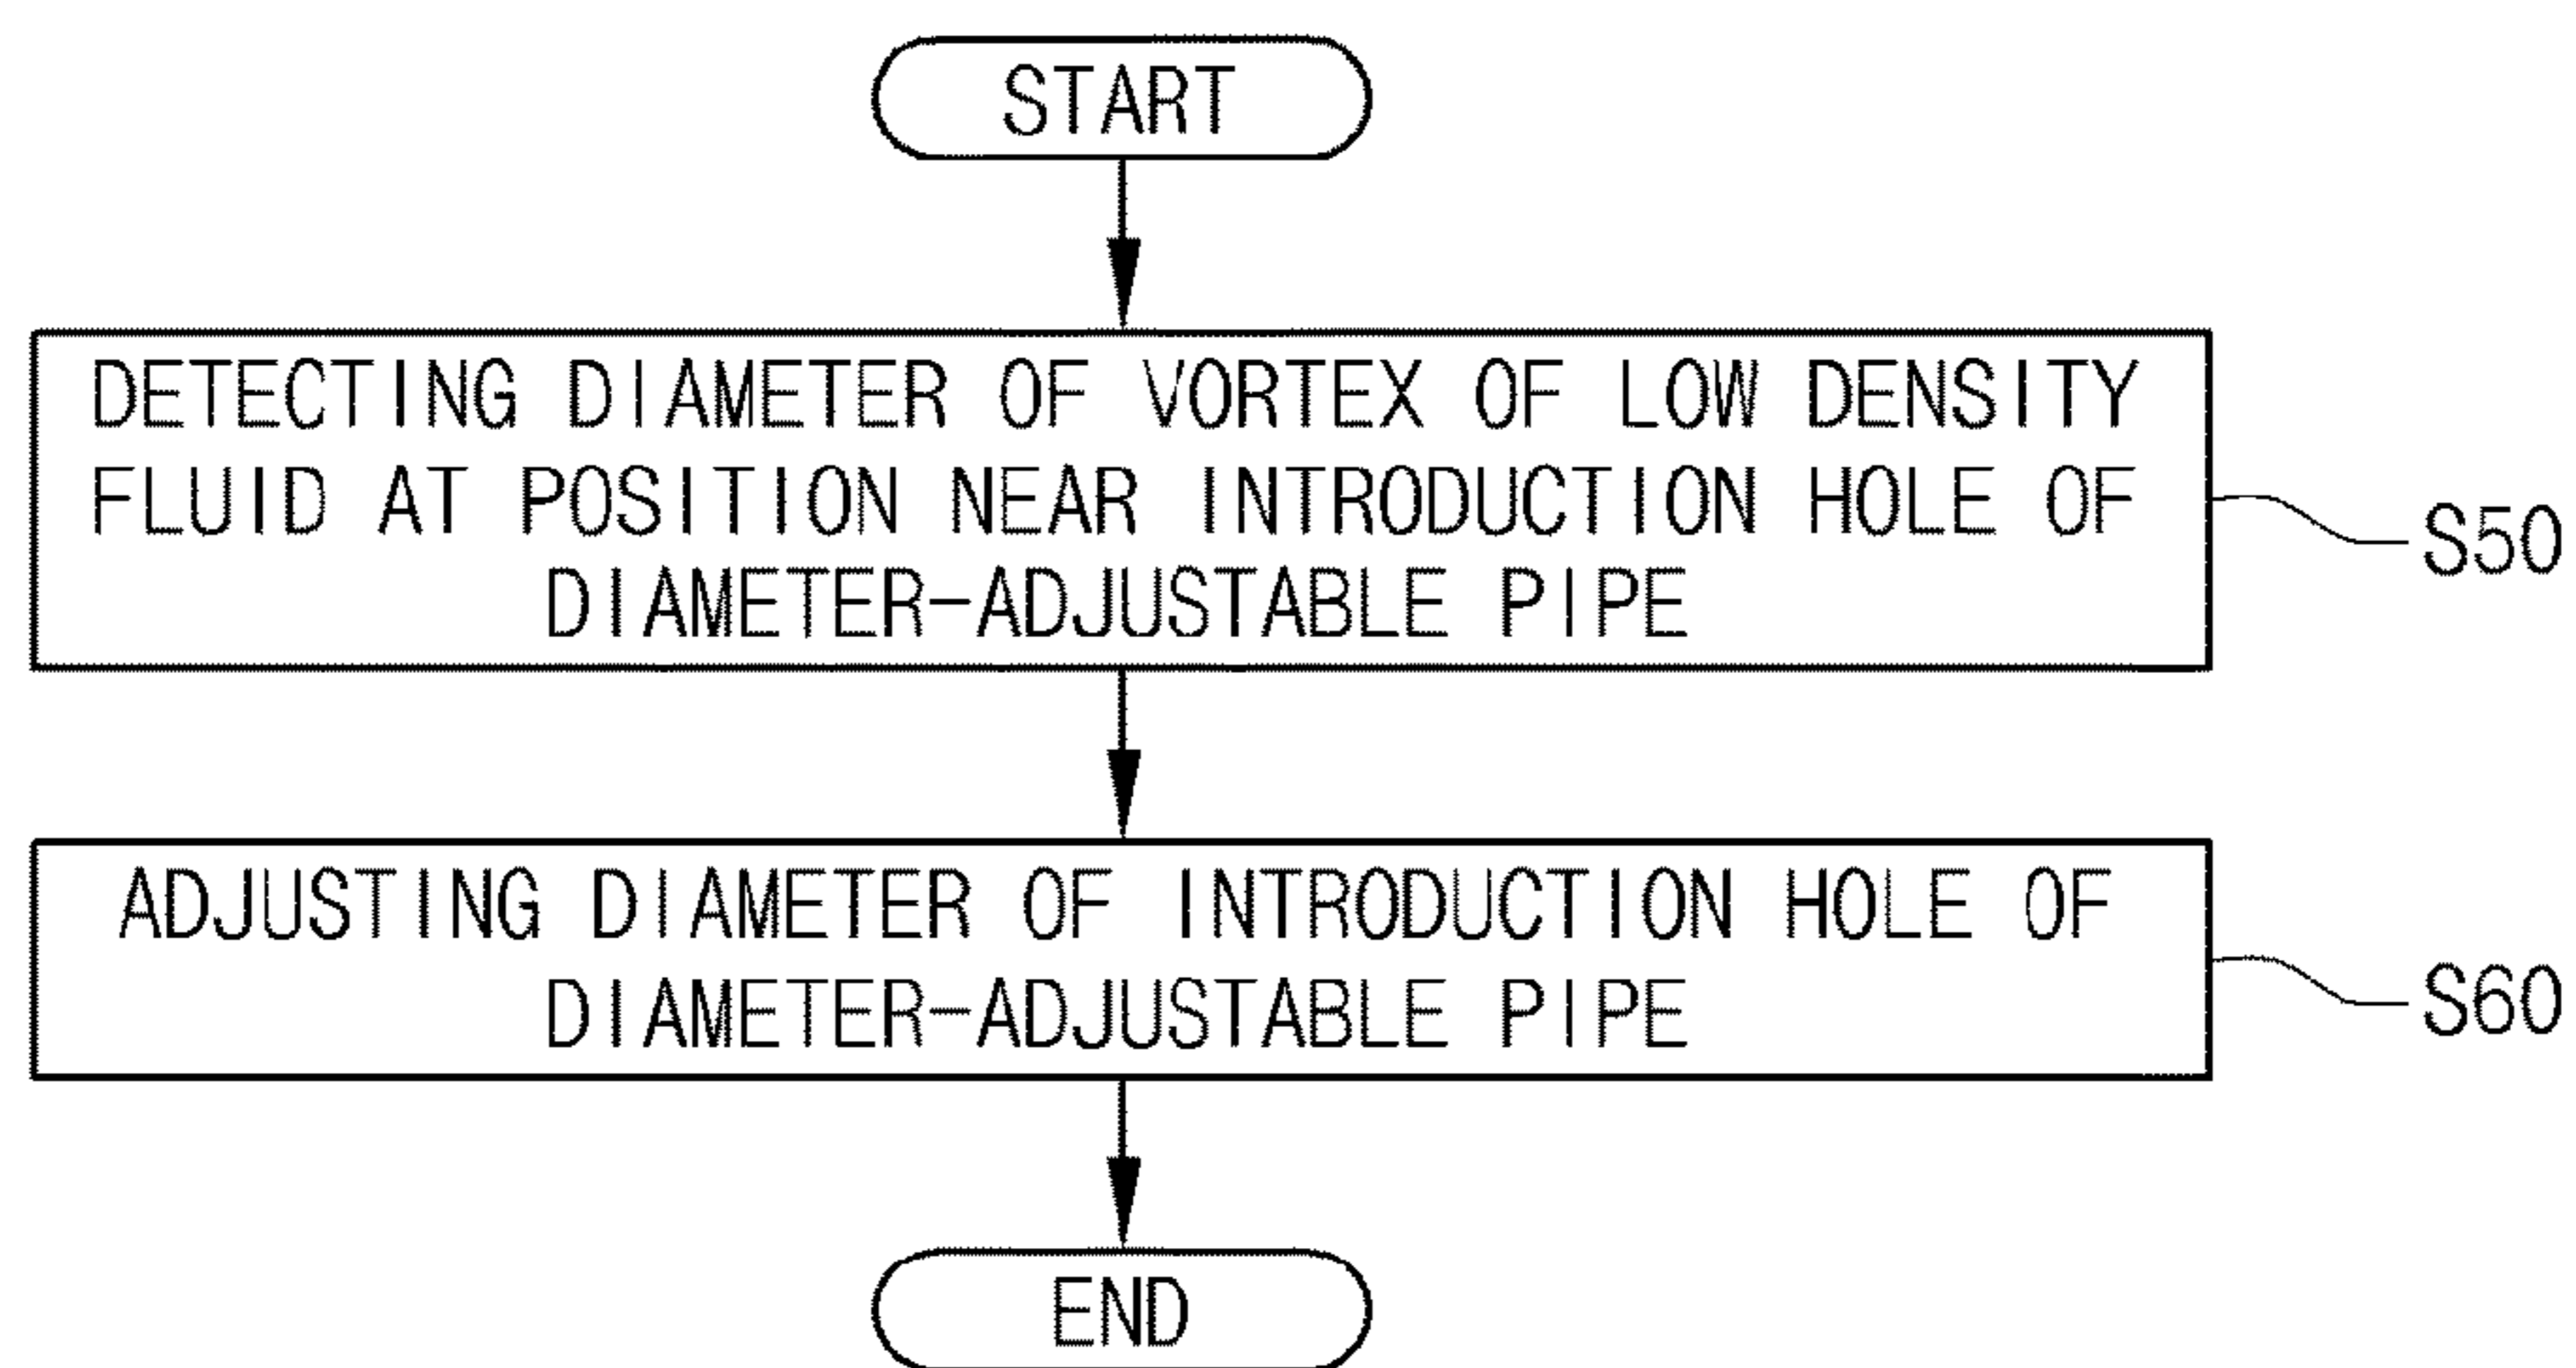 START
DETECTING DIAMETER OF VORTEX OF LOW DENSITY
FLUID AT POSITION NEAR INTRODUCTION HOLE OF
DIAMETER-ADJUSTABLE PIPE
S50
ADJUSTING DIAMETER OF INTRODUCTION HOLE OF
DIAMETER-ADJUSTABLE PIPE
S60
END